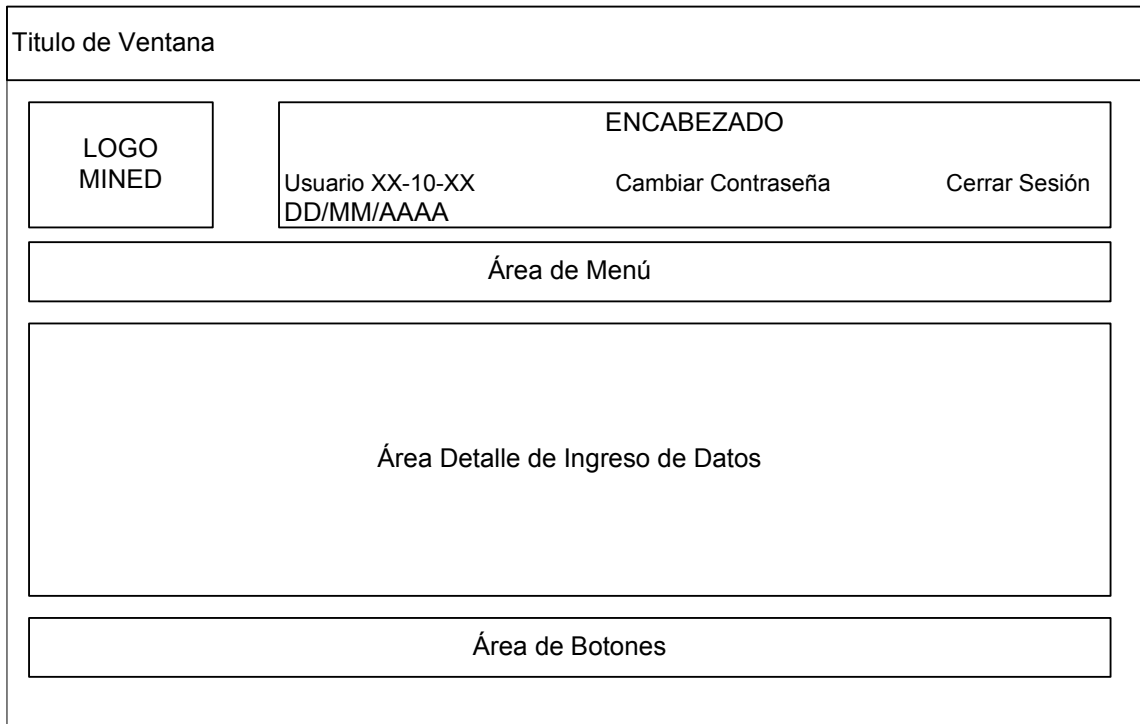 Titulo de Ventana
LOGO
MINED
ENCABEZADO
Usuario XX-10-XX Cambiar Contraseña Cerrar Sesión
DD/MM/AAAA
Área de Menú
Área Detalle de Ingreso de Datos
Área de Botones